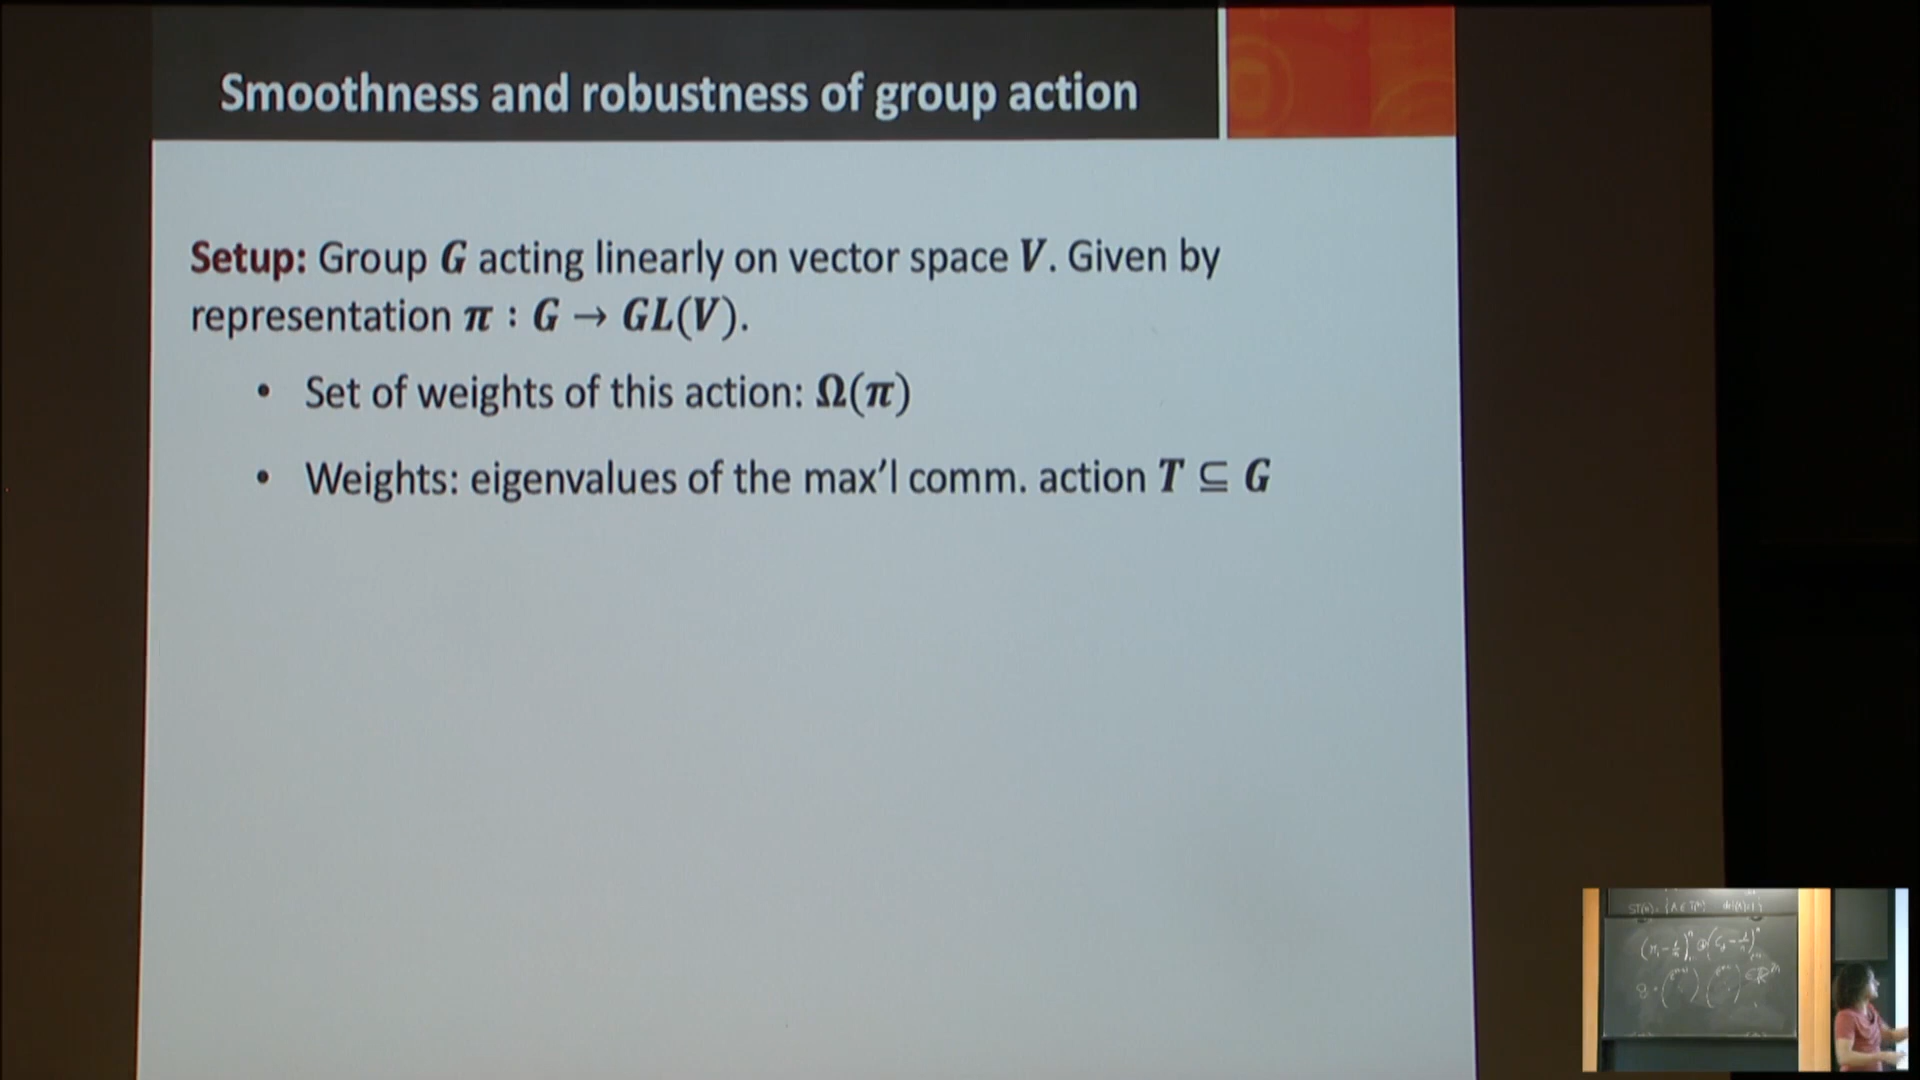 Smoothness and robustness of group action
Setup: Group G acting linearly on vector space V. Given by
representation π : G → GL(V).
• Set of weights of this action: Ω(π)
• Weights: eigenvalues of the max'l comm. action T ⊆ G